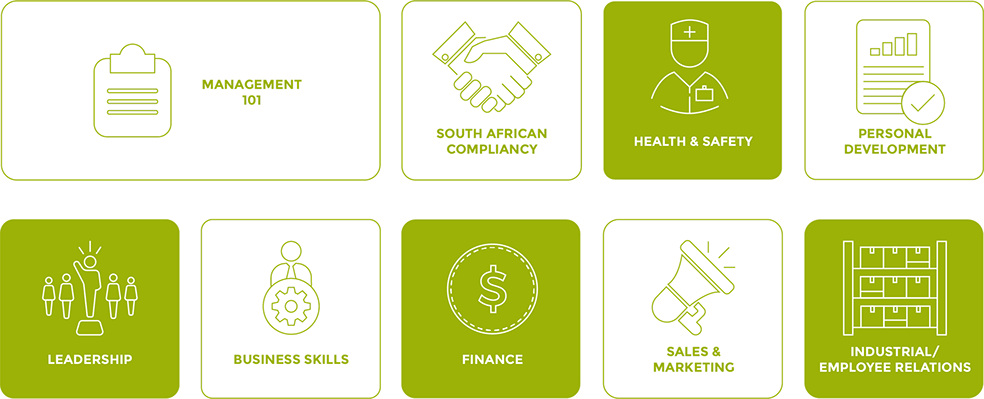 MANAGEMENT
101
SOUTH AFRICAN
COMPLIANCY
HEALTH & SAFETY
PERSONAL
DEVELOPMENT
LEADERSHIP
BUSINESS SKILLS
$
FINANCE
SALES &
MARKETING
INDUSTRIAL/
EMPLOYEE RELATIONS